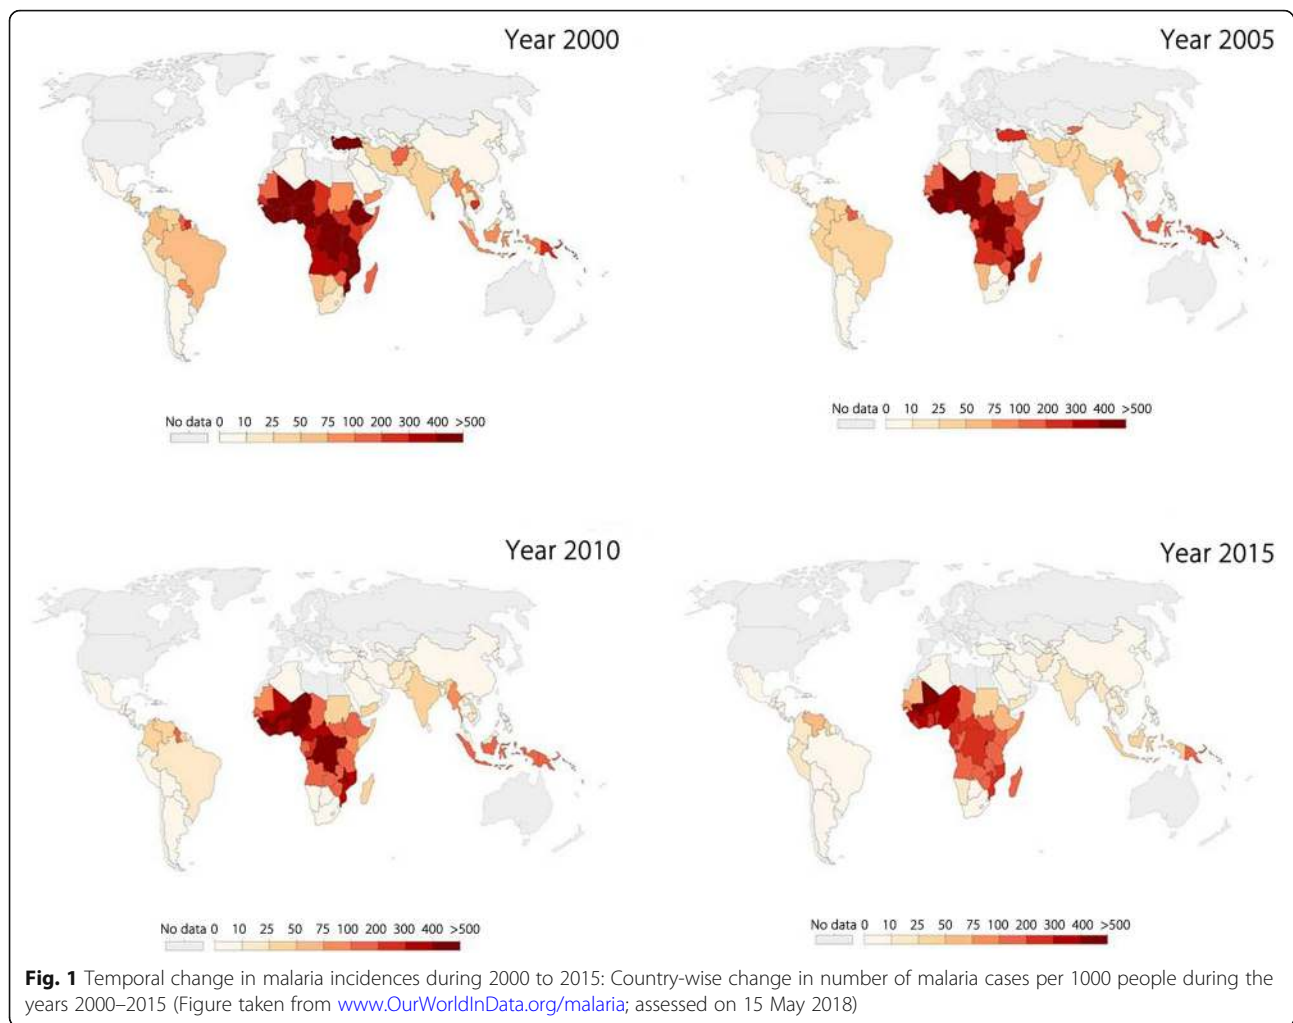 Year 2000
No data 0 10 25 50 75 100 200 300 400 >500
Year 2005
No data 0 10 25 50 75 100 200 300 400 >500
Year 2010
No data 0 10 25 50 75 100 200 300 400 >500
Year 2015
No data 0 10 25 50 75 100 200 300 400 >500
Fig. 1 Temporal change in malaria incidences during 2000 to 2015: Country-wise change in number of malaria cases per 1000 people during the
years 2000–2015 (Figure taken from www.OurWorldInData.org/malaria; assessed on 15 May 2018)